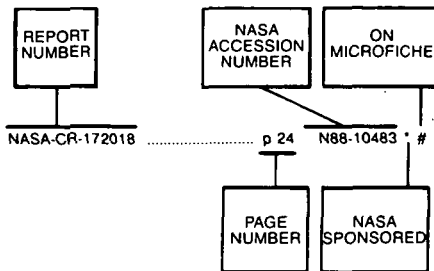 REPORT
NUMBER
NASA
ACCESSION
NUMBER
ON
MICROFICHE
NASA-CR-172018 ........................ p 24 N88-10483 * #
PAGE
NUMBER
NASA
SPONSORED